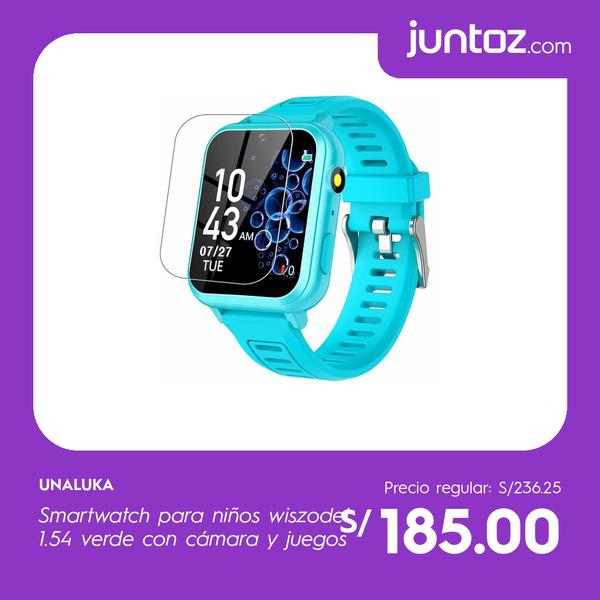 juntoz.com
10
43 AM
07/27
TUE
UNALUKA
Smartwatch para niños wiszodet
1.54 verde con cámara y juegos
Precio regular: S/236.25
S/185.00